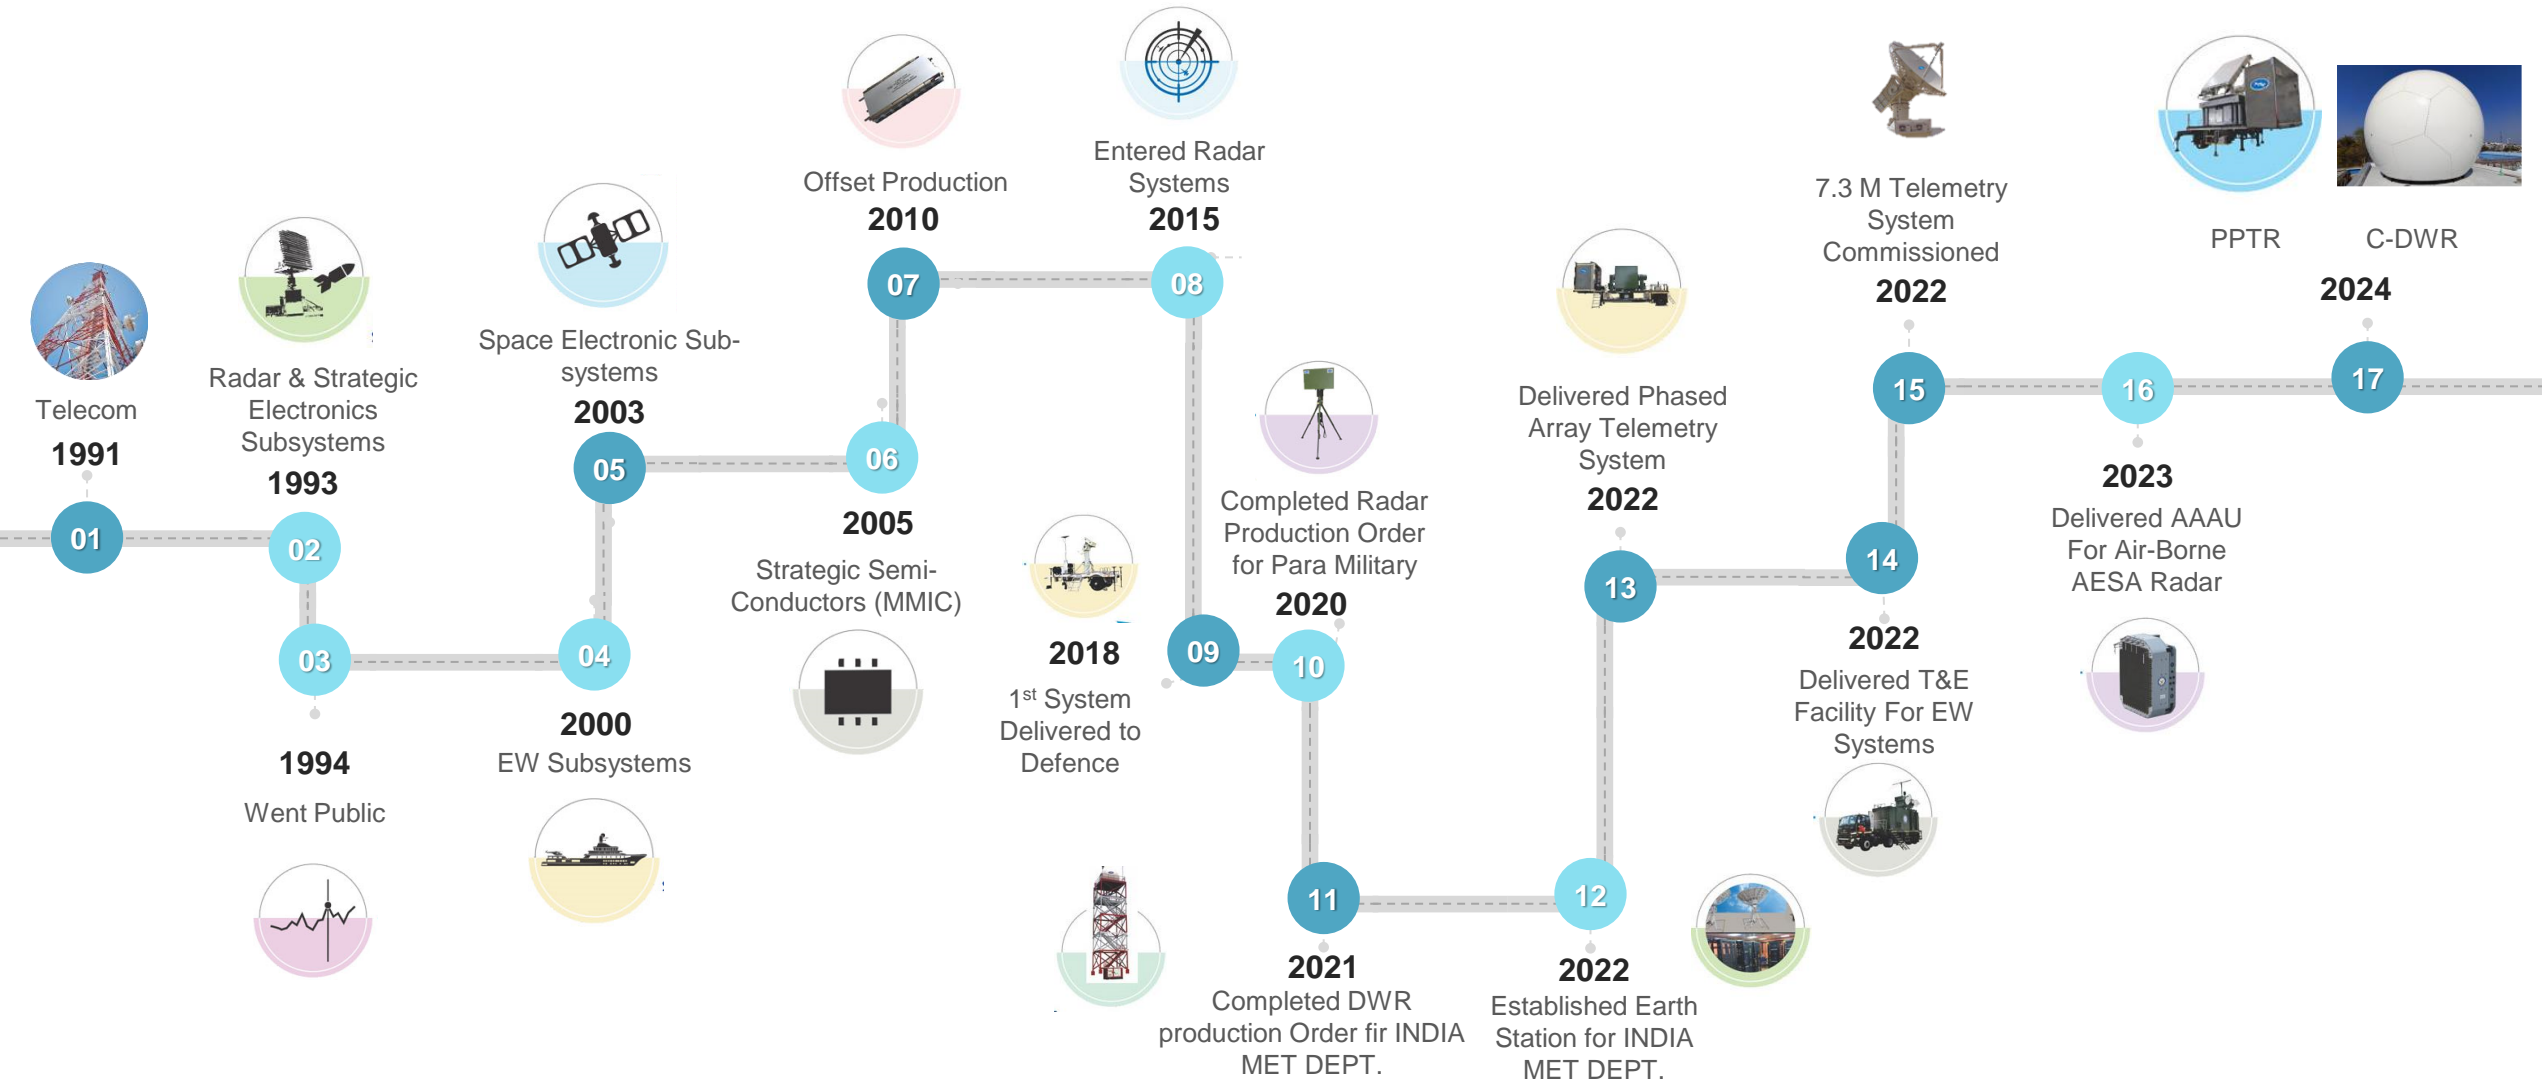 Telecom
1991
01
Radar & Strategic
Electronics
Subsystems
1993
02
03
1994
Went Public
04
2000
EW Subsystems
Space Electronic Sub-
systems
2003
05
06
2005
Strategic Semi-
Conductors (MMIC)
Offset Production
2010
07
Entered Radar
Systems
2015
08
09
2018
1st System
Delivered to
Defence
Completed Radar
Production Order
for Para Military
2020
10
11
2021
Completed DWR
production Order fir INDIA
MET DEPT.
12
2022
Established Earth
Station for INDIA
MET DEPT.
Delivered Phased
Array Telemetry
System
2022
13
14
2022
Delivered T&E
Facility For EW
Systems
7.3 M Telemetry
System
Commissioned
2022
15
16
2023
Delivered AAAU
For Air-Borne
AESA Radar
PPTR
C-DWR
2024
17